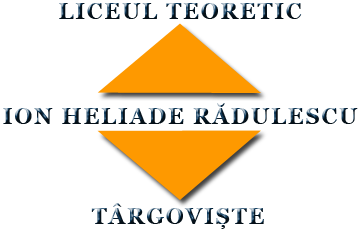 LICEUL TEORETIC
ION HELIADE RĂDULESCU
TÂRGOVIȘTE